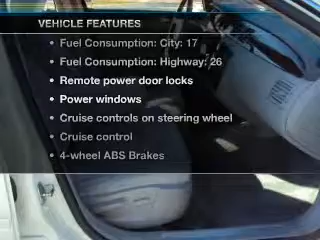 VEHICLE FEATURES
• Fuel Consumption: City: 17
• Fuel Consumption: Highway: 26
• Remote power door locks
• Power windows
• Cruise controls on steering wheel
• Cruise control
• 4-wheel ABS Brakes